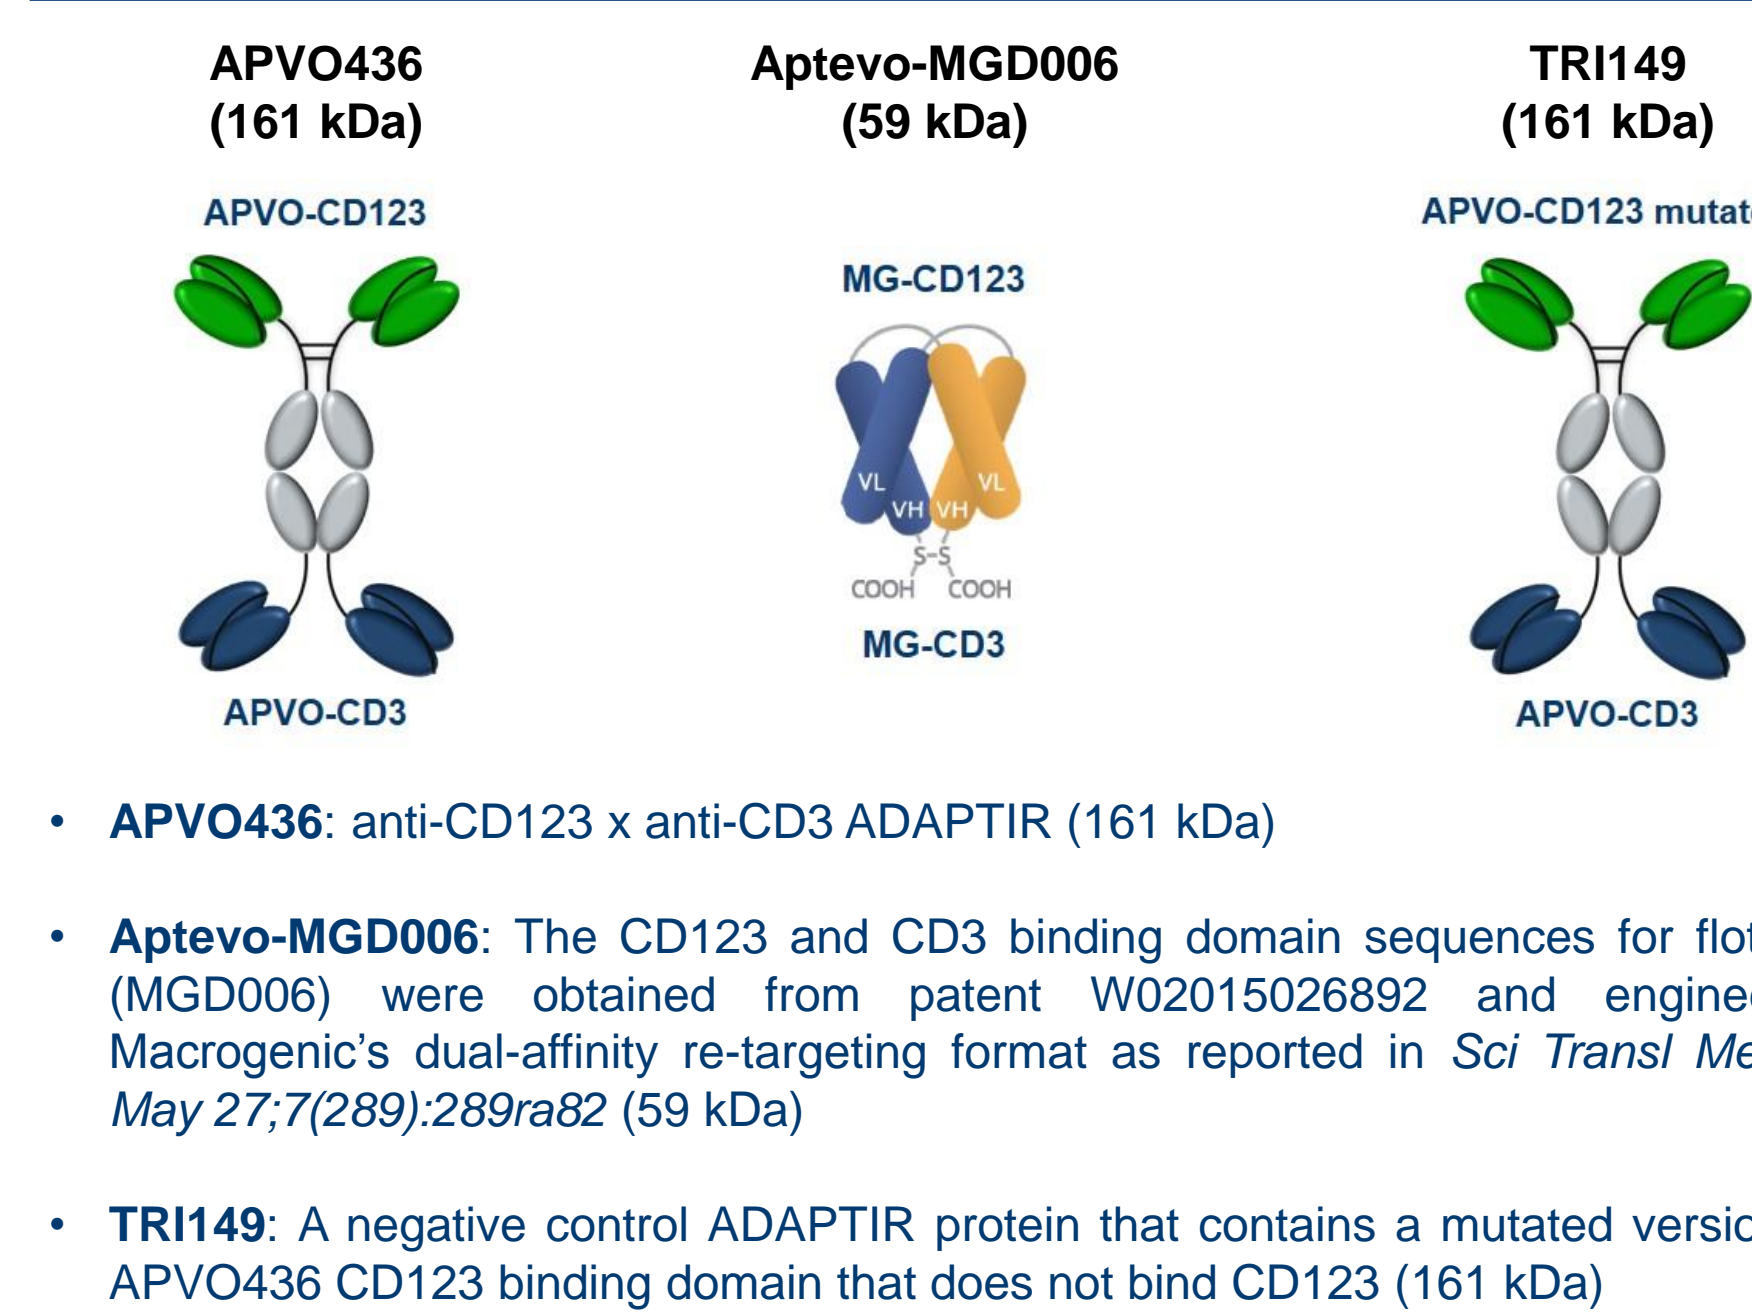 APVO436
(161 kDa)
Aptevo-MGD006
(59 kDa)
TRI149
(161 kDa)
APVO-CD123
MG-CD123
APVO-CD123
VL
VH
VH
VL
S-S
COOH
COOH
APVO-CD3
MG-CD3
APVO-CD3
• APVO436: anti-CD123 x anti-CD3 ADAPTIR (161 kDa)
• Aptevo-MGD006: The CD123 and CD3 binding domain sequences for
(MGD006) were obtained from patent W02015026892 and
Macrogenic’s dual-affinity re-targeting format as reported in Sci Transl
May 27;7(289):289ra82 (59 kDa)
• TRI149: A negative control ADAPTIR protein that contains a mutated
APVO436 CD123 binding domain that does not bind CD123 (161 kDa)